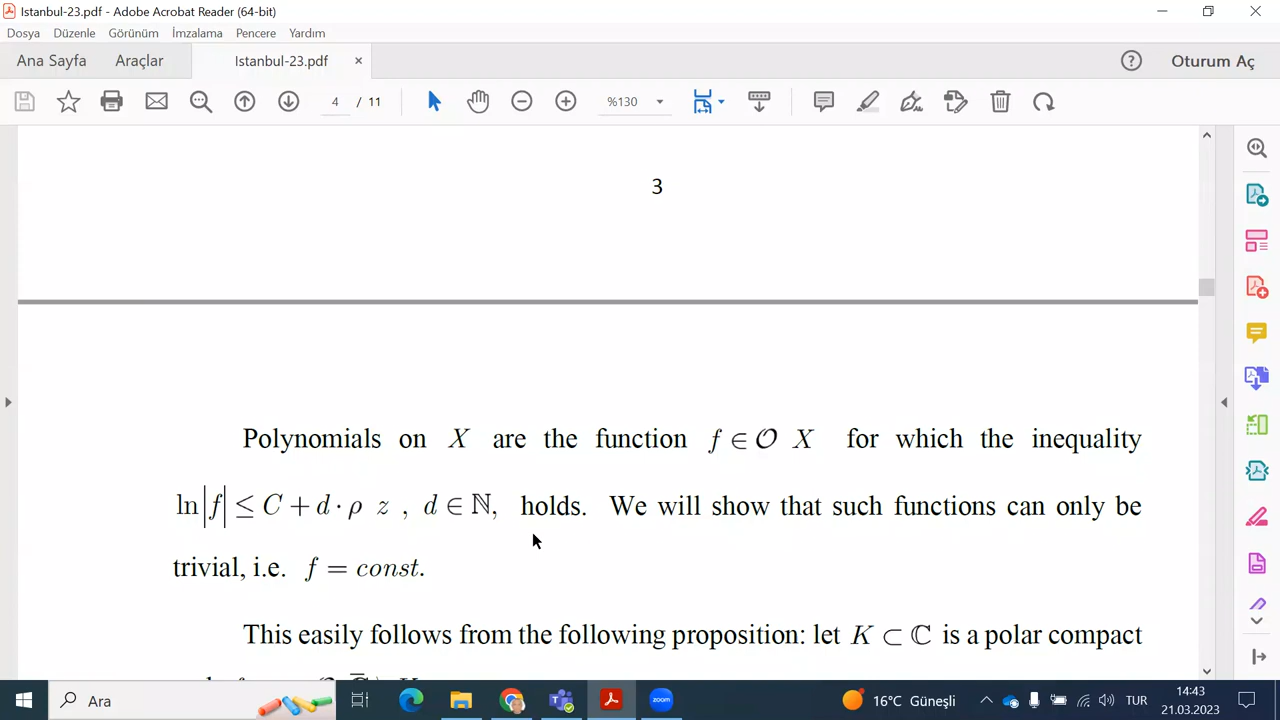 Istanbul-23.pdf - Adobe Acrobat Reader (64-bit)
Dosya Düzenle Görünüm İmzalama Pencere Yardım
Ana Sayfa Araçlar Istanbul-23.pdf × ? Oturum Aç
4 / 11 %130
3
Polynomials on X are the function f ∈ 𝒪 X for which the inequality
ln|f| ≤ C + d · ρ z , d ∈ ℕ, holds. We will show that such functions can only be
trivial, i.e. f = const.
This easily follows from the following proposition: let K ⊂ ℂ is a polar compact
Ara zoom 16°C Güneşli TUR 14:43
21.03.2023